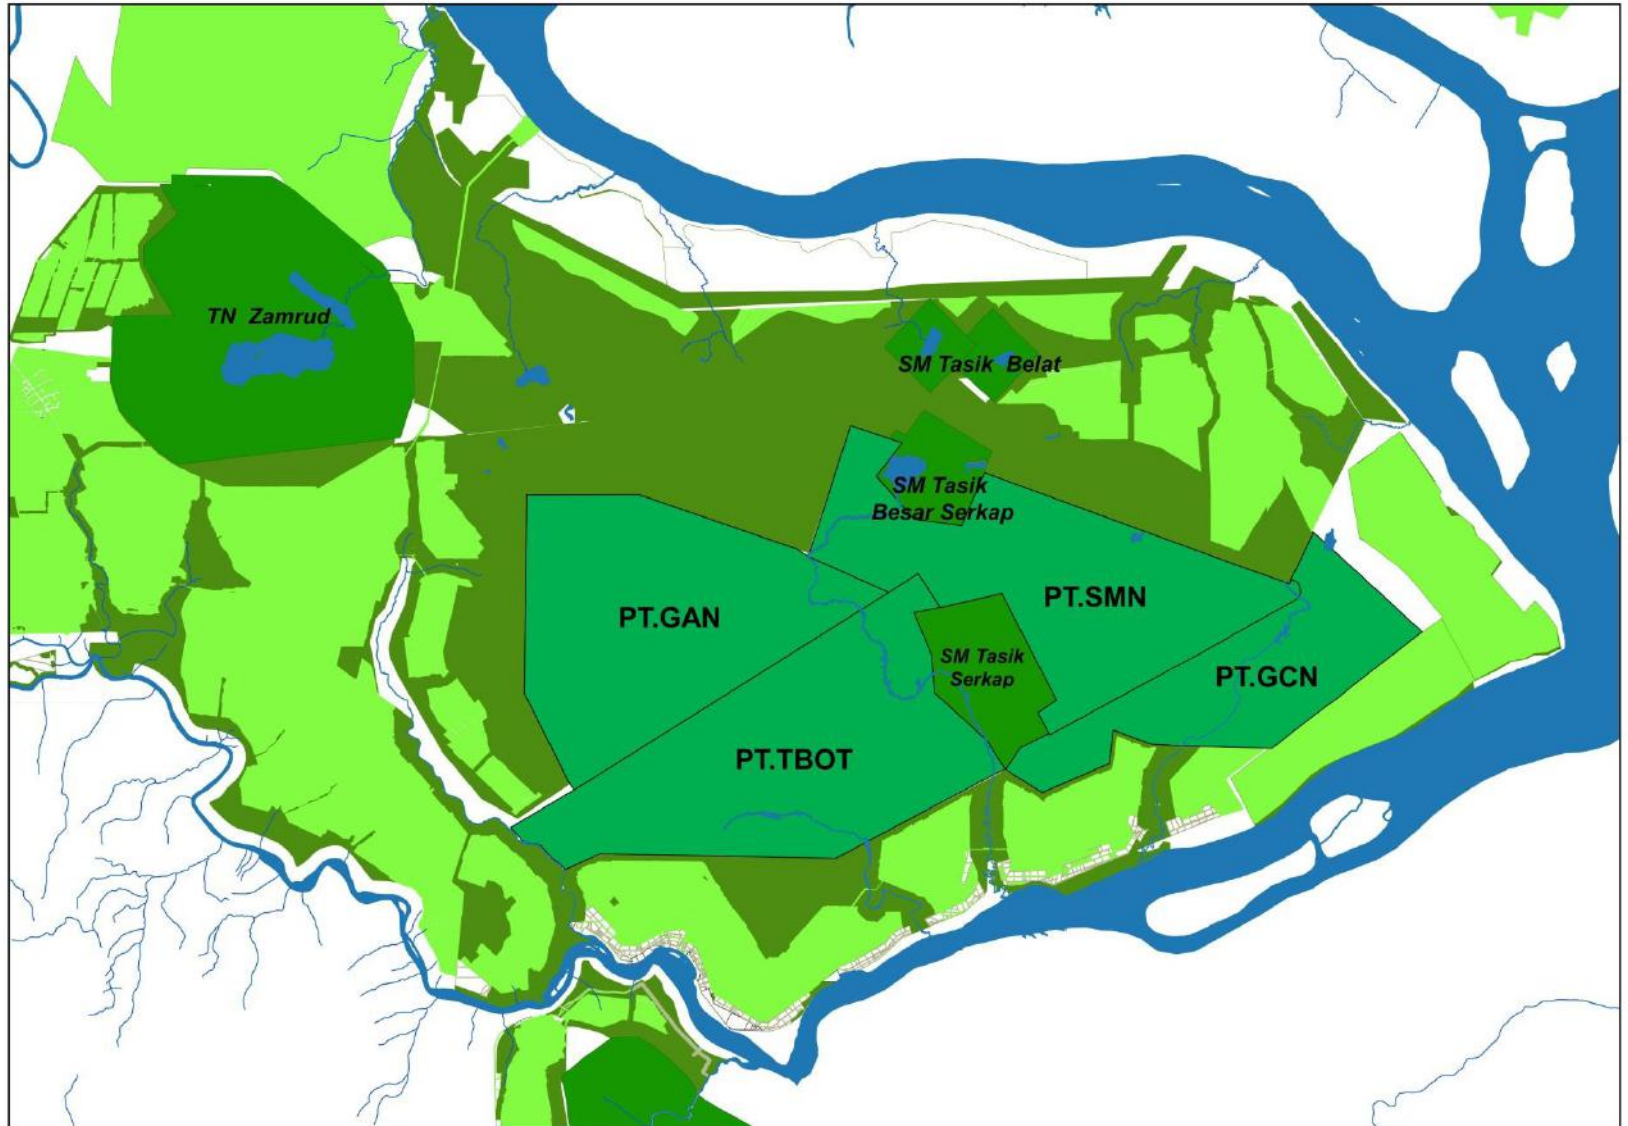 TN Zamrud
SM Tasik Belat
SM Tasik
Besar Serkap
PT.GAN
PT.SMN
SM Tasik
Serkap
PT.GCN
PT.TBOT